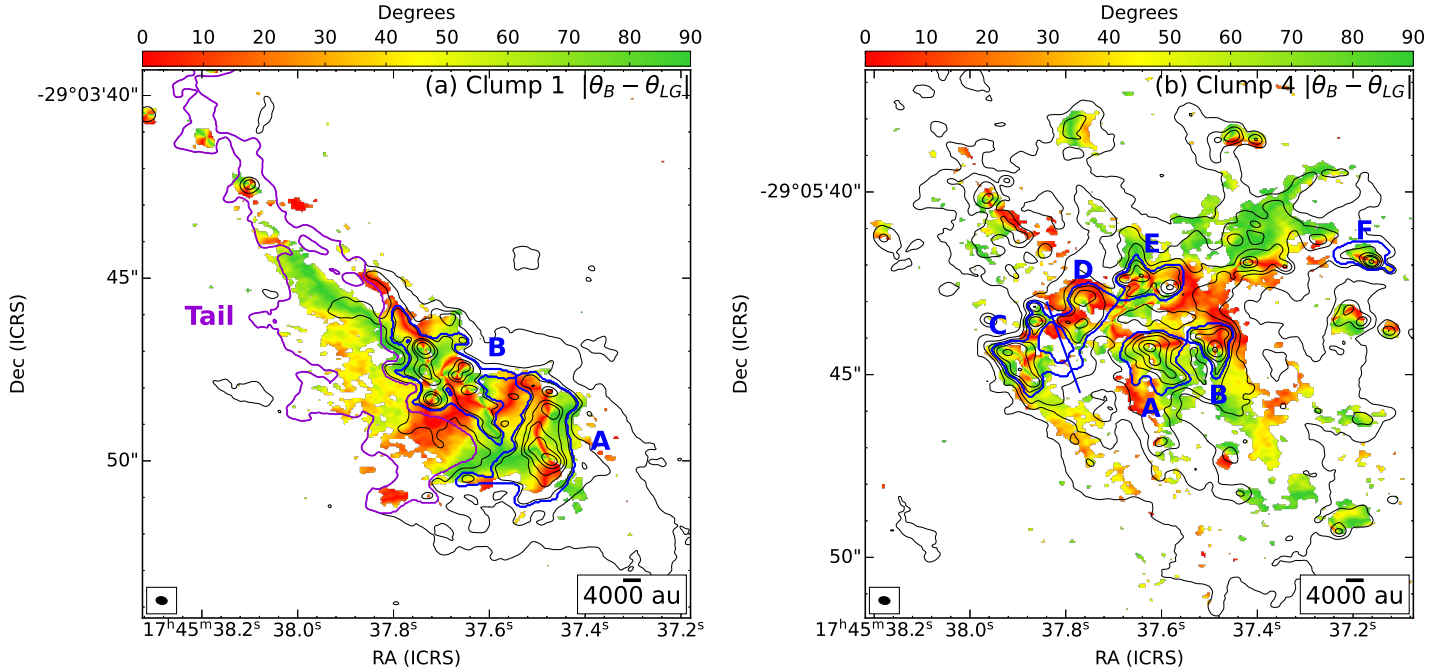 Degrees
0 10 20 30 40 50 60 70 80 90
(a) Clump 1 |θB − θLG|
-29°03'40"
45"
50"
Dec (ICRS)
Tail
B
A
4000 au
17h45m38.2s 38.0s 37.8s 37.6s 37.4s 37.2s
RA (ICRS)
Degrees
0 10 20 30 40 50 60 70 80 90
(b) Clump 4 |θB − θLG|
-29°05'40"
45"
50"
Dec (ICRS)
E
F
D
C
A
B
4000 au
17h45m38.2s 38.0s 37.8s 37.6s 37.4s 37.2s
RA (ICRS)